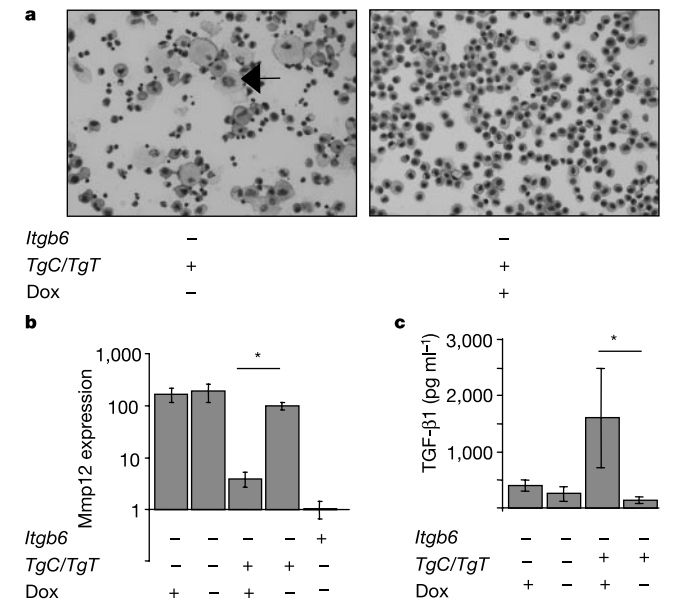 a
Itgb6 – –
TgC/TgT + +
Dox – +
b
Mmp12 expression
1,000
100
10
1
*
Itgb6 – – – – +
TgC/TgT – – + + –
Dox + – + – –
c
TGF-β1 (pg ml⁻¹)
3,000
2,000
1,000
*
Itgb6 – – – –
TgC/TgT – – + +
Dox + – + –